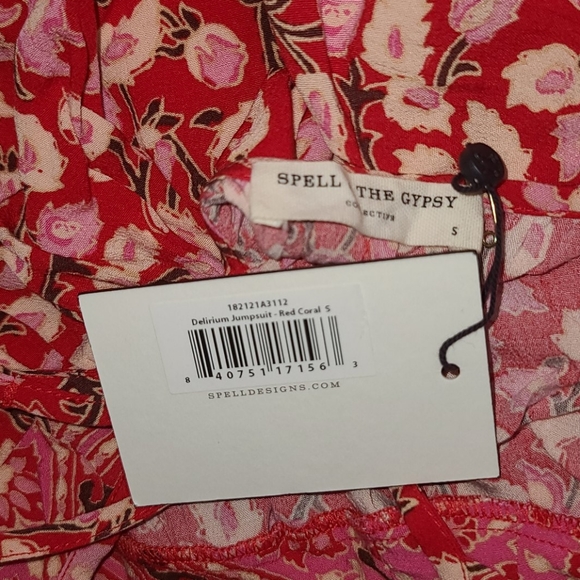 SPELL & THE GYPSY
COLLECTIVE
S
182121A3112
Delirium Jumpsuit - Red Coral S
8 40751 17156 3
SPELLDESIGNS.COM